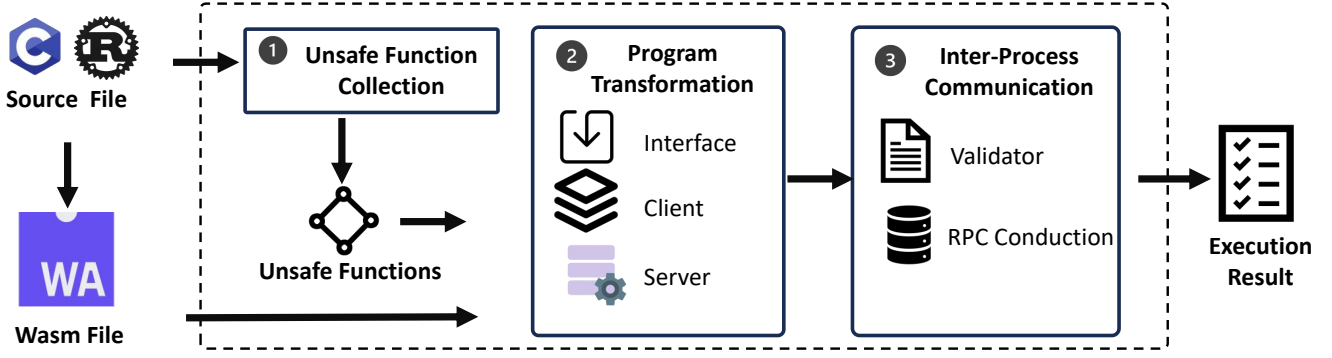 C
R
Source File
WA
Wasm File
1
Unsafe Function
Collection
Unsafe Functions
2
Program
Transformation
Interface
Client
Server
3
Inter-Process
Communication
Validator
RPC Conduction
Execution
Result